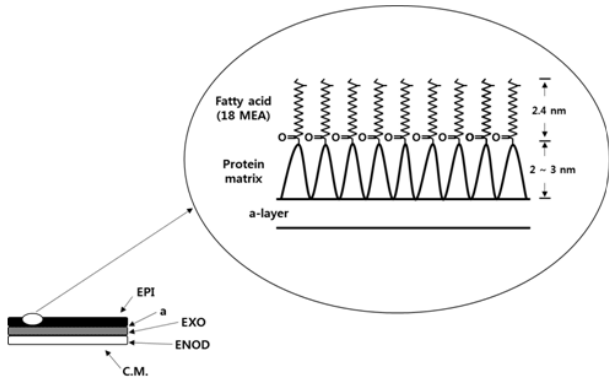 Fatty acid
(18 MEA)
2.4 nm
O O O O O O O O O
Protein
matrix
2 ~ 3 nm
a-layer
EPI
a
EXO
ENOD
C.M.